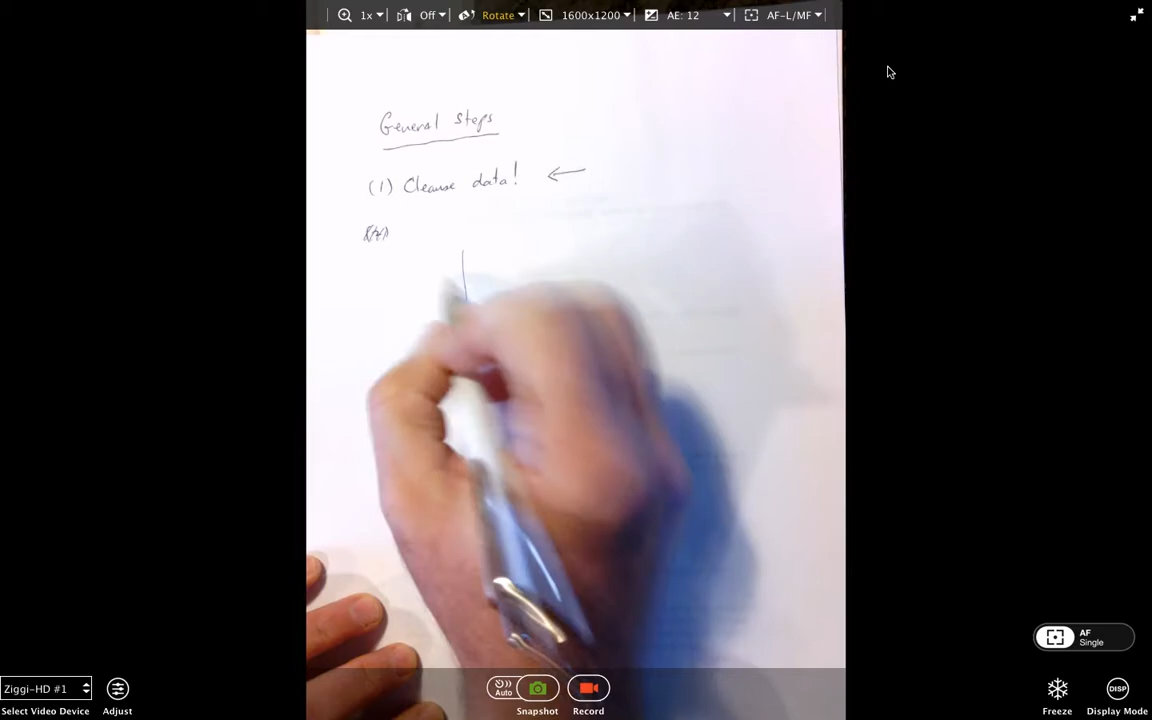 1x Off Rotate 1600x1200 AE: 12 AF-L/MF
General Steps
(1) Cleanse data! ←
AF
Single
Ziggi-HD #1
Select Video Device
Adjust
Auto
Snapshot
Record
Freeze
DISP
Display Mode